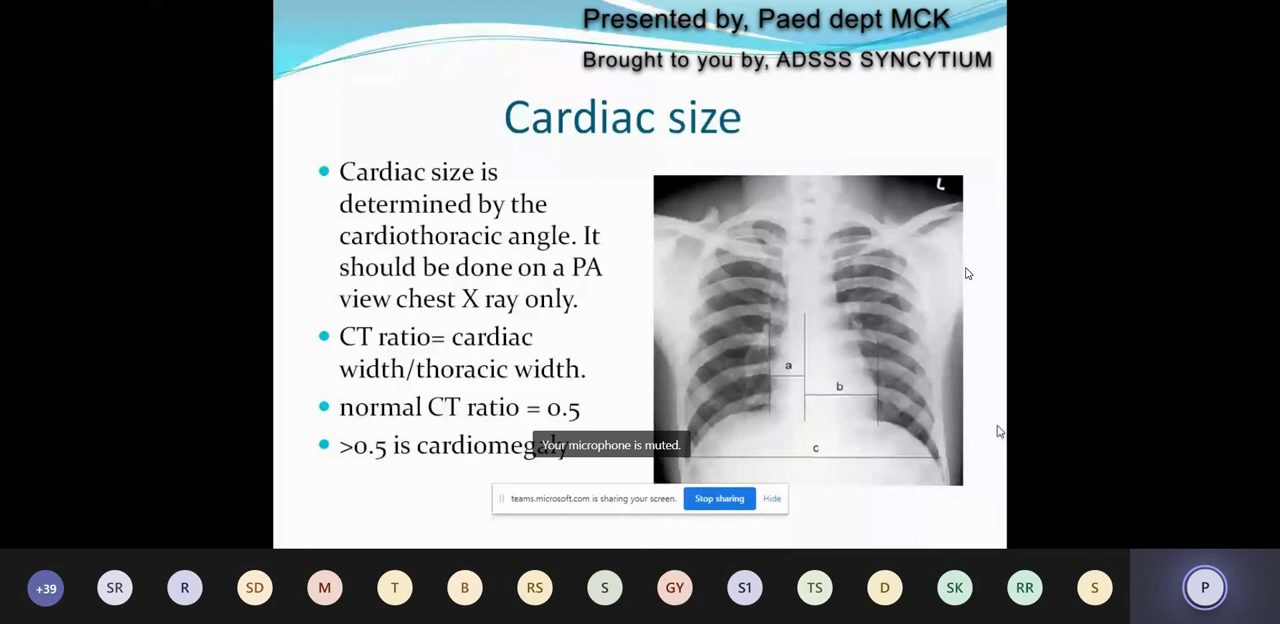 Presented by, Paed dept MCK
Brought to you by, ADSSS SYNCYTIUM
Cardiac size
Cardiac size is
determined by the
cardiothoracic angle. It
should be done on a PA
view chest X ray only.
CT ratio= cardiac
width/thoracic width.
normal CT ratio = 0.5
>0.5 is cardiomegaly
L
a
b
c
Your microphone is muted.
teams.microsoft.com is sharing your screen. Stop sharing Hide
+39 SR R SD M T B RS S GY S1 TS D SK RR S P